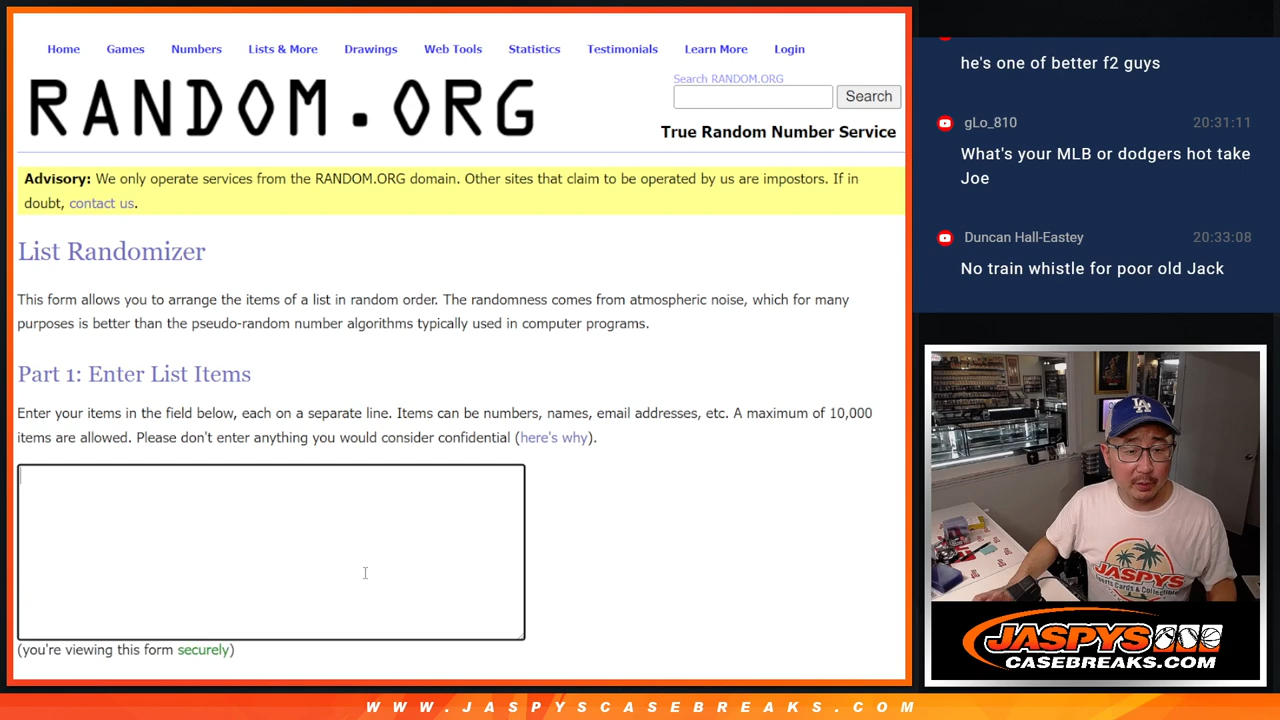 Home Games Numbers Lists & More Drawings Web Tools Statistics Testimonials Learn More Login
RANDOM.ORG
Search RANDOM.ORG
Search
True Random Number Service
Advisory: We only operate services from the RANDOM.ORG domain. Other sites that claim to be operated by us are impostors. If in
doubt, contact us.
List Randomizer
This form allows you to arrange the items of a list in random order. The randomness comes from atmospheric noise, which for many
purposes is better than the pseudo-random number algorithms typically used in computer programs.
Part 1: Enter List Items
Enter your items in the field below, each on a separate line. Items can be numbers, names, email addresses, etc. A maximum of 10,000
items are allowed. Please don't enter anything you would consider confidential (here's why).
(you're viewing this form securely)
he's one of better f2 guys
gLo_810 20:31:11
What's your MLB or dodgers hot take
Joe
Duncan Hall-Eastey 20:33:08
No train whistle for poor old Jack
LA
JASPYS
Sports Cards & Collectibles
JASPYS
CASEBREAKS.COM
WWW.JASPYSCASEBREAKS.COM